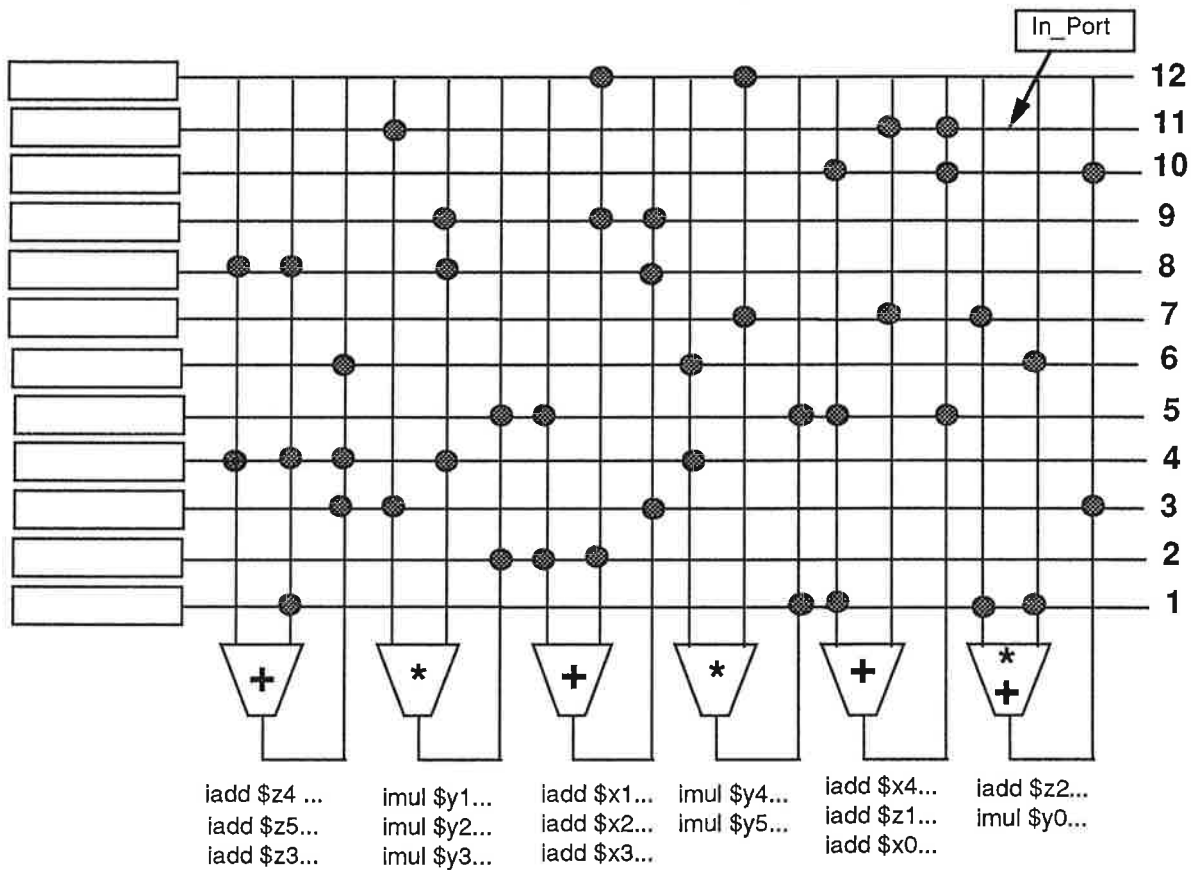 In_Port
12
11
10
9
8
7
6
5
4
3
2
1
+ * + * + *
+
iadd $z4 ... imul $y1... iadd $x1... imul $y4... iadd $x4... iadd $z2...
iadd $z5... imul $y2... iadd $x2... imul $y5... iadd $z1... imul $y0...
iadd $z3... imul $y3... iadd $x3... iadd $x0...